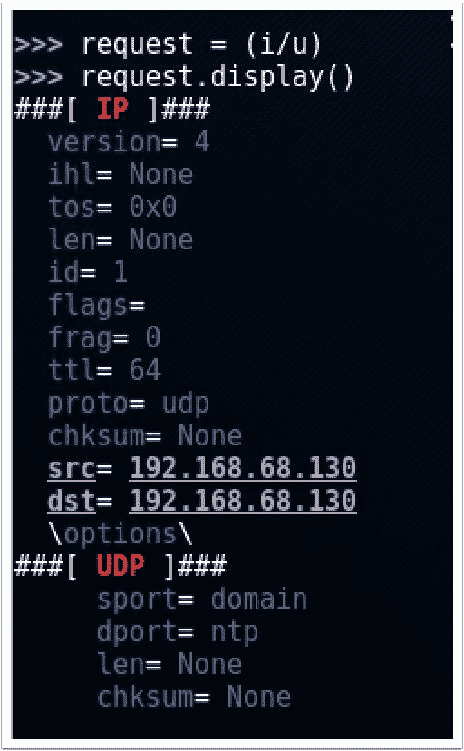 >>> request = (i/u)
>>> request.display()
###[ IP ]###
  version= 4
  ihl= None
  tos= 0x0
  len= None
  id= 1
  flags=
  frag= 0
  ttl= 64
  proto= udp
  chksum= None
  src= 192.168.68.130
  dst= 192.168.68.130
  \options\
###[ UDP ]###
     sport= domain
     dport= ntp
     len= None
     chksum= None